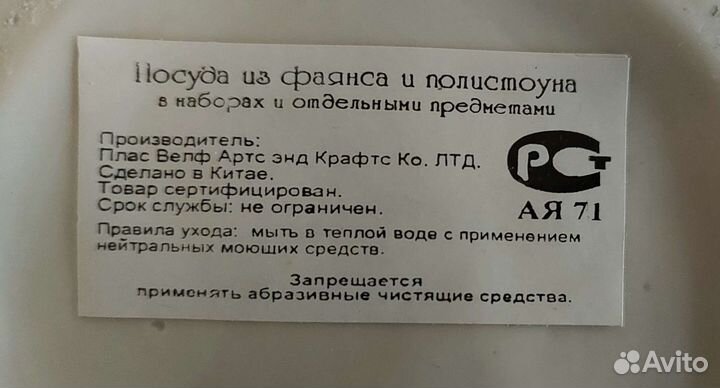 Посуда из фаянса и полистоуна
в наборах и отдельными предметами
Производитель:
Плас Велф Артс энд Крафтс Ко. ЛТД.
Сделано в Китае.
Товар сертифицирован.
Срок службы: не ограничен.
РСТ
АЯ 71
Правила ухода: мыть в теплой воде с применением
нейтральных моющих средств.
Запрещается
применять абразивные чистящие средства.
Avito